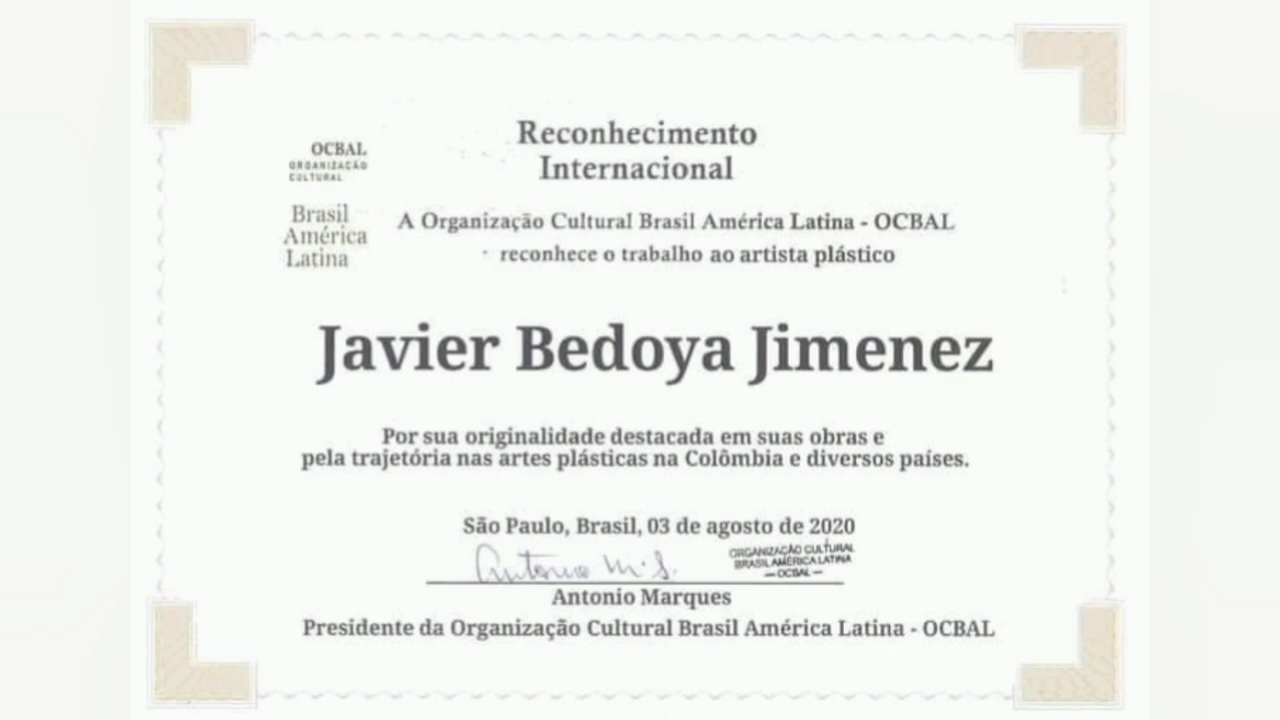 Reconhecimento
Internacional
OCBAL
ORGANIZAÇÃO
CULTURAL
Brasil
América
Latina
A Organização Cultural Brasil América Latina - OCBAL
reconhece o trabalho ao artista plástico
Javier Bedoya Jimenez
Por sua originalidade destacada em suas obras e
pela trajetória nas artes plásticas na Colômbia e diversos países.
São Paulo, Brasil, 03 de agosto de 2020
Antonio M. S.
ORGANIZAÇÃO CULTURAL
BRASIL AMÉRICA LATINA
—OCBAL—
Antonio Marques
Presidente da Organização Cultural Brasil América Latina - OCBAL